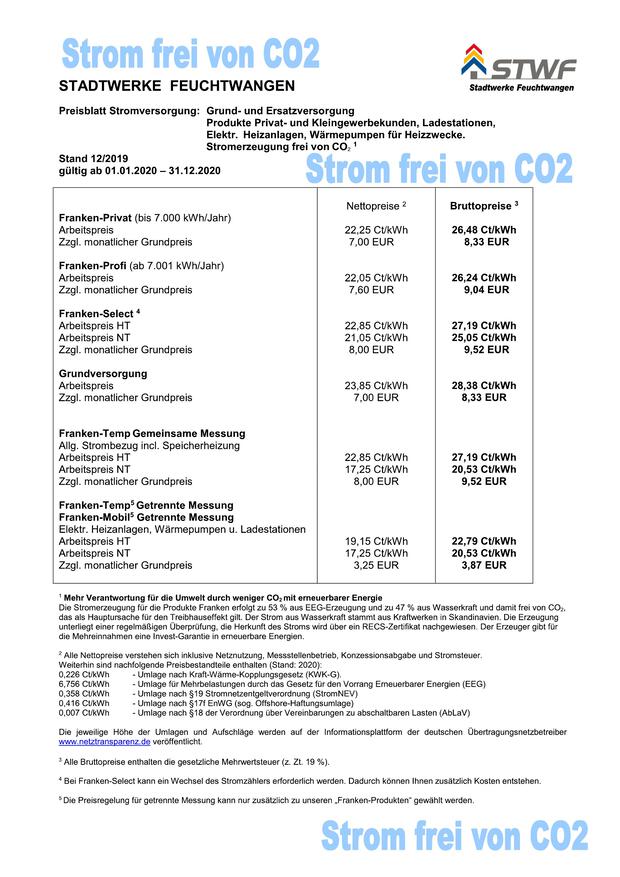 Strom frei von CO2
STWF
Stadtwerke Feuchtwangen
STADTWERKE FEUCHTWANGEN
Preisblatt Stromversorgung: Grund- und Ersatzversorgung
Produkte Privat- und Kleingewerbekunden, Ladestationen,
Elektr. Heizanlagen, Wärmepumpen für Heizzwecke.
Stromerzeugung frei von CO₂ ¹
Stand 12/2019
gültig ab 01.01.2020 – 31.12.2020
Strom frei von CO2
Nettopreise ² Bruttopreise ³
Franken-Privat (bis 7.000 kWh/Jahr)
Arbeitspreis 22,25 Ct/kWh 26,48 Ct/kWh
Zzgl. monatlicher Grundpreis 7,00 EUR 8,33 EUR
Franken-Profi (ab 7.001 kWh/Jahr)
Arbeitspreis 22,05 Ct/kWh 26,24 Ct/kWh
Zzgl. monatlicher Grundpreis 7,60 EUR 9,04 EUR
Franken-Select ⁴
Arbeitspreis HT 22,85 Ct/kWh 27,19 Ct/kWh
Arbeitspreis NT 21,05 Ct/kWh 25,05 Ct/kWh
Zzgl. monatlicher Grundpreis 8,00 EUR 9,52 EUR
Grundversorgung
Arbeitspreis 23,85 Ct/kWh 28,38 Ct/kWh
Zzgl. monatlicher Grundpreis 7,00 EUR 8,33 EUR
Franken-Temp Gemeinsame Messung
Allg. Strombezug incl. Speicherheizung
Arbeitspreis HT 22,85 Ct/kWh 27,19 Ct/kWh
Arbeitspreis NT 17,25 Ct/kWh 20,53 Ct/kWh
Zzgl. monatlicher Grundpreis 8,00 EUR 9,52 EUR
Franken-Temp⁵ Getrennte Messung
Franken-Mobil⁵ Getrennte Messung
Elektr. Heizanlagen, Wärmepumpen u. Ladestationen
Arbeitspreis HT 19,15 Ct/kWh 22,79 Ct/kWh
Arbeitspreis NT 17,25 Ct/kWh 20,53 Ct/kWh
Zzgl. monatlicher Grundpreis 3,25 EUR 3,87 EUR
¹ Mehr Verantwortung für die Umwelt durch weniger CO₂ mit erneuerbarer Energie
Die Stromerzeugung für die Produkte Franken erfolgt zu 53 % aus EEG-Erzeugung und zu 47 % aus Wasserkraft und damit frei von CO₂,
das als Hauptursache für den Treibhauseffekt gilt. Der Strom aus Wasserkraft stammt aus Kraftwerken in Skandinavien. Die Erzeugung
unterliegt einer regelmäßigen Überprüfung, die Herkunft des Stroms wird über ein RECS-Zertifikat nachgewiesen. Der Erzeuger gibt für
die Mehreinnahmen eine Invest-Garantie in erneuerbare Energien.
² Alle Nettopreise verstehen sich inklusive Netznutzung, Messstellenbetrieb, Konzessionsabgabe und Stromsteuer.
Weiterhin sind nachfolgende Preisbestandteile enthalten (Stand: 2020):
0,226 Ct/kWh - Umlage nach Kraft-Wärme-Kopplungsgesetz (KWK-G).
6,756 Ct/kWh - Umlage für Mehrbelastungen durch das Gesetz für den Vorrang Erneuerbarer Energien (EEG)
0,358 Ct/kWh - Umlage nach §19 Stromnetzentgeltverordnung (StromNEV)
0,416 Ct/kWh - Umlage nach §17f EnWG (sog. Offshore-Haftungsumlage)
0,007 Ct/kWh - Umlage nach §18 der Verordnung über Vereinbarungen zu abschaltbaren Lasten (AbLaV)
Die jeweilige Höhe der Umlagen und Aufschläge werden auf der Informationsplattform der deutschen Übertragungsnetzbetreiber
www.netztransparenz.de veröffentlicht.
³ Alle Bruttopreise enthalten die gesetzliche Mehrwertsteuer (z. Zt. 19 %).
⁴ Bei Franken-Select kann ein Wechsel des Stromzählers erforderlich werden. Dadurch können Ihnen zusätzlich Kosten entstehen.
⁵ Die Preisregelung für getrennte Messung kann nur zusätzlich zu unseren „Franken-Produkten“ gewählt werden.
Strom frei von CO2